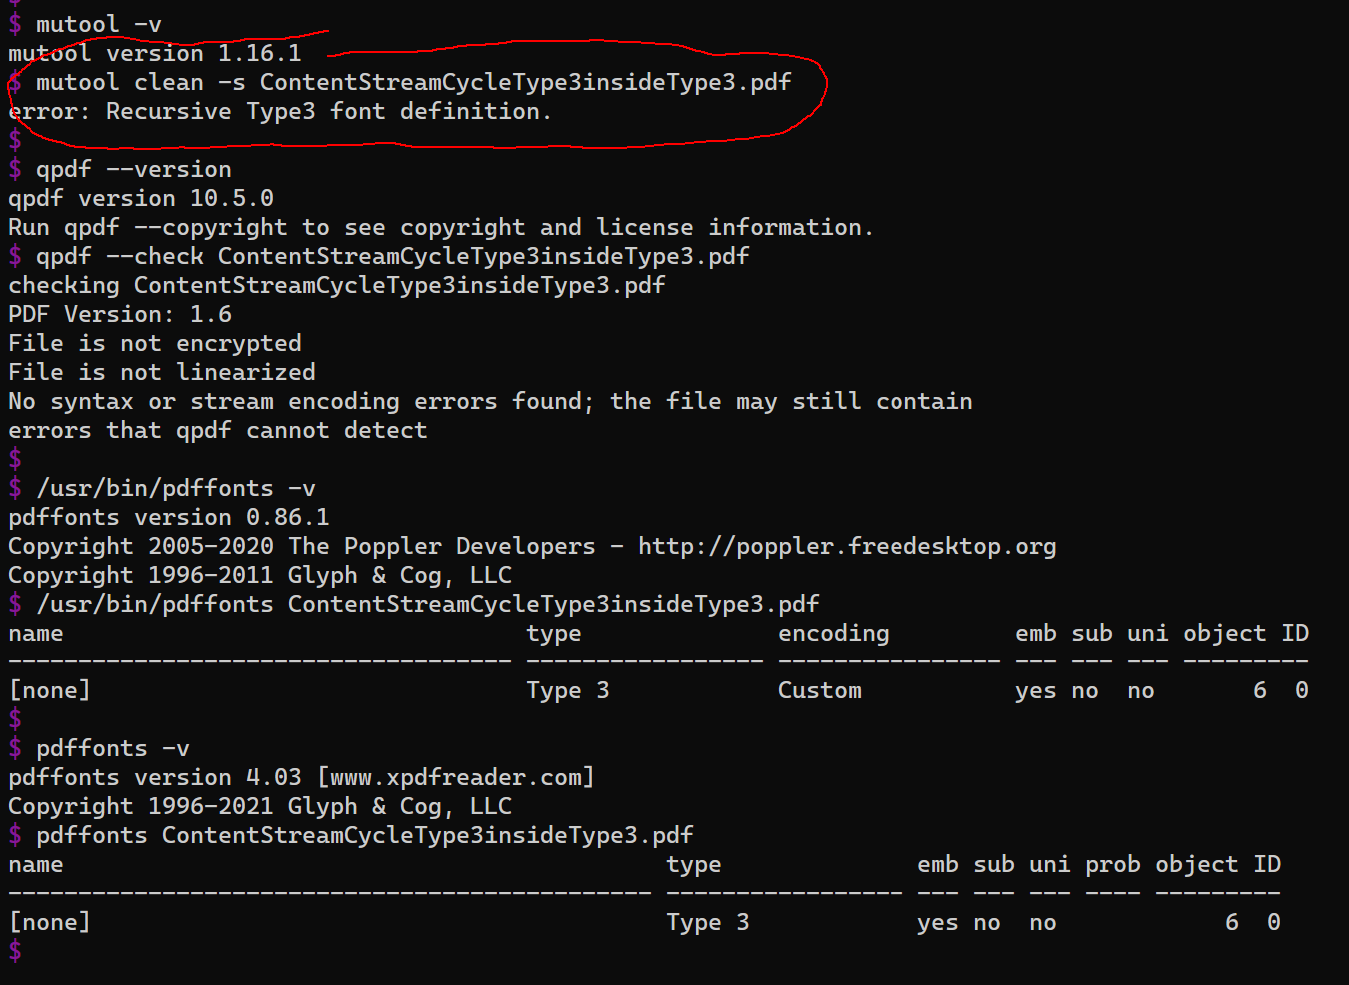 $
$ mutool -v
mutool version 1.16.1
$ mutool clean -s ContentStreamCycleType3insideType3.pdf
error: Recursive Type3 font definition.
$
$ qpdf --version
qpdf version 10.5.0
Run qpdf --copyright to see copyright and license information.
$ qpdf --check ContentStreamCycleType3insideType3.pdf
checking ContentStreamCycleType3insideType3.pdf
PDF Version: 1.6
File is not encrypted
File is not linearized
No syntax or stream encoding errors found; the file may still contain
errors that qpdf cannot detect
$
$ /usr/bin/pdffonts -v
pdffonts version 0.86.1
Copyright 2005-2020 The Poppler Developers - http://poppler.freedesktop.org
Copyright 1996-2011 Glyph & Cog, LLC
$ /usr/bin/pdffonts ContentStreamCycleType3insideType3.pdf
name                                 type              encoding         emb sub uni object ID
------------------------------------ ----------------- ---------------- --- --- --- ---------
[none]                               Type 3            Custom           yes no  no       6  0
$
$ pdffonts -v
pdffonts version 4.03 [www.xpdfreader.com]
Copyright 1996-2021 Glyph & Cog, LLC
$ pdffonts ContentStreamCycleType3insideType3.pdf
name                                           type              emb sub uni prob object ID
---------------------------------------------- ----------------- --- --- --- ---- ---------
[none]                                         Type 3            yes no  no            6  0
$